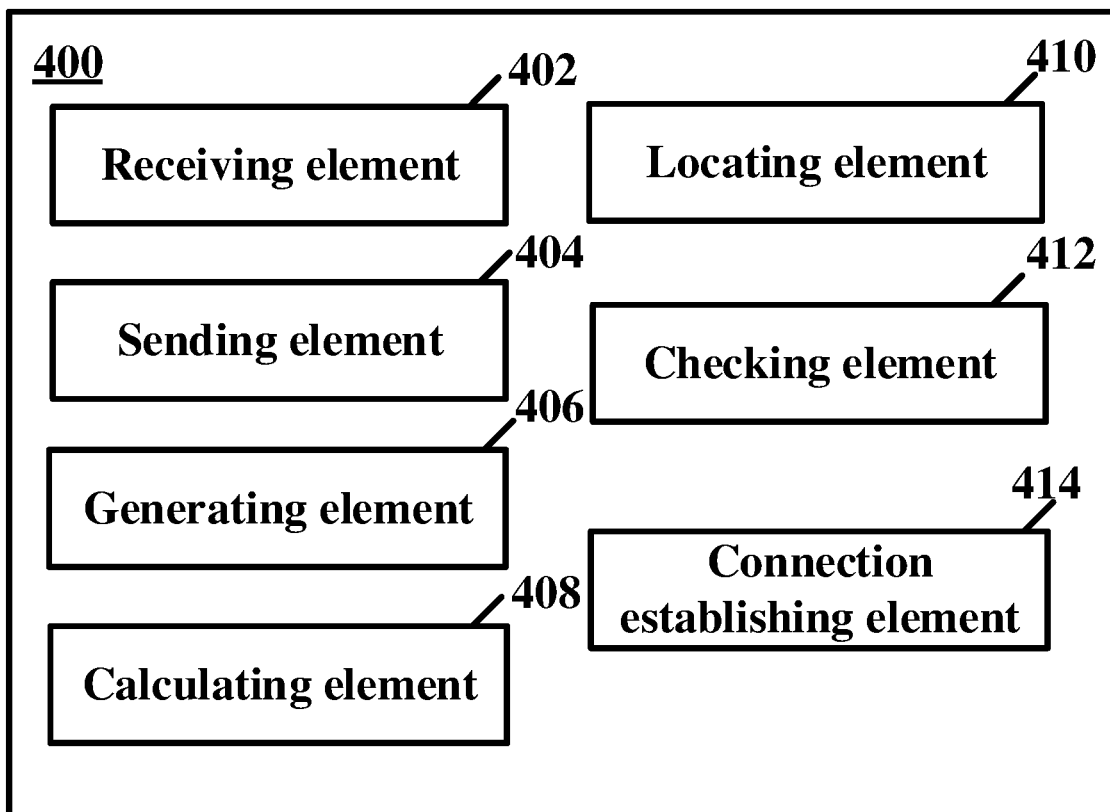 400
402
Receiving element
404
Sending element
406
Generating element
408
Calculating element
410
Locating element
412
Checking element
414
Connection
establishing element